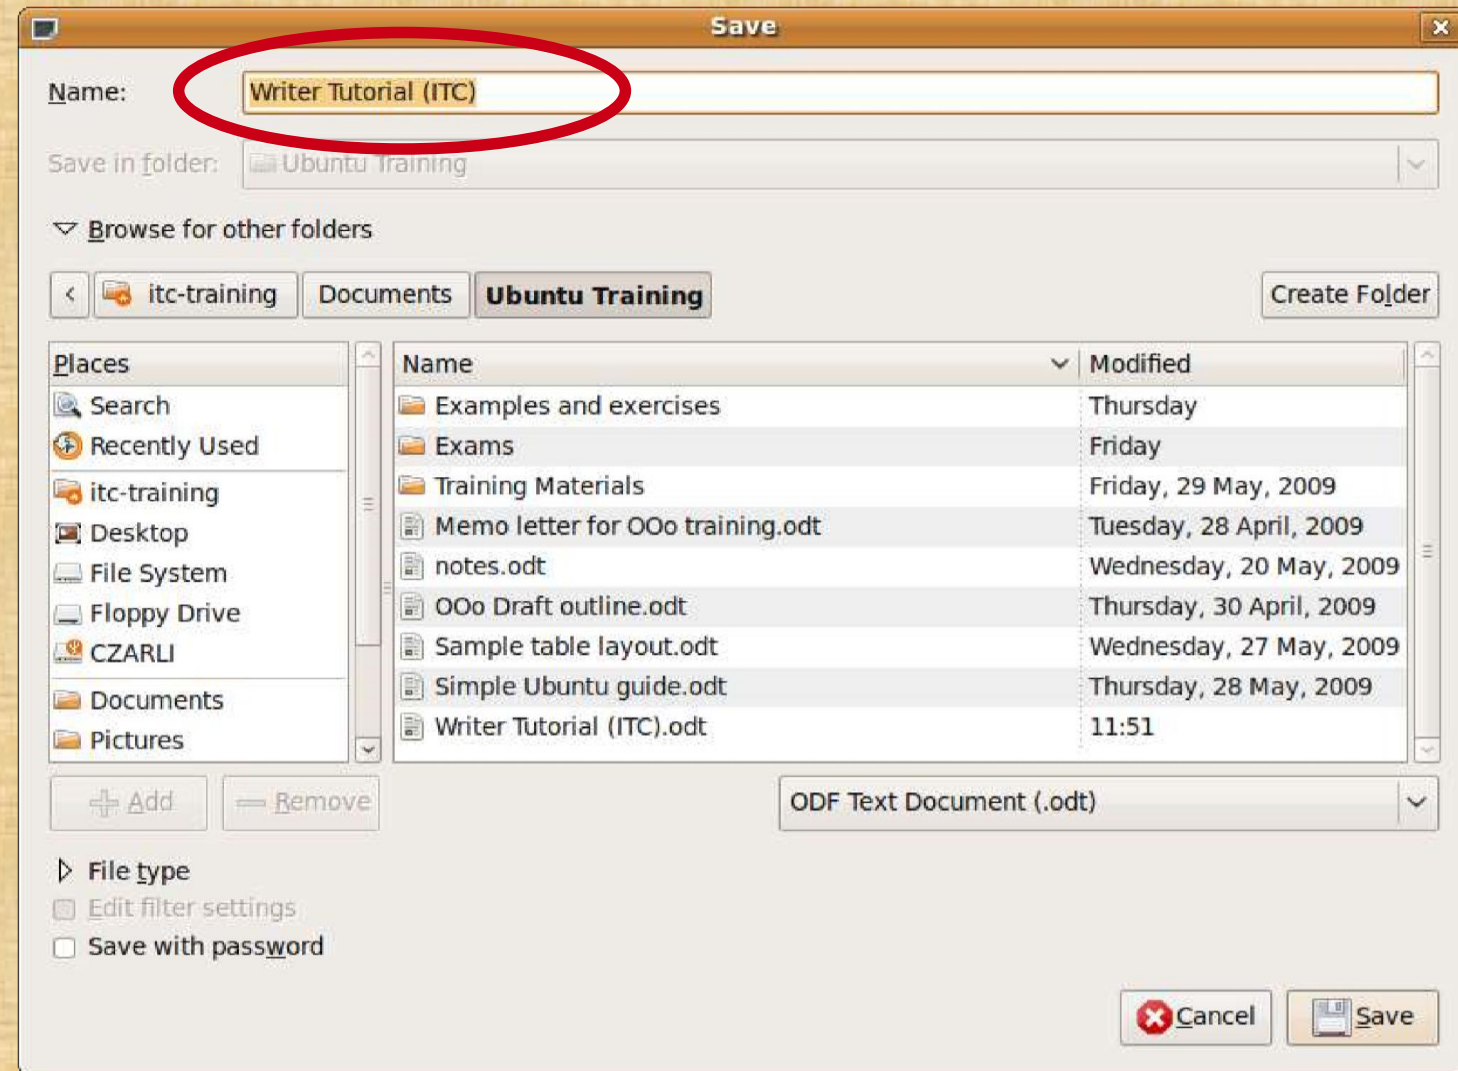 Save
Name: Writer Tutorial (ITC)
Save in folder: Ubuntu Training
Browse for other folders
< itc-training Documents Ubuntu Training Create Folder
Places Name Modified
Search Examples and exercises Thursday
Recently Used Exams Friday
itc-training Training Materials Friday, 29 May, 2009
Desktop Memo letter for OOo training.odt Tuesday, 28 April, 2009
File System notes.odt Wednesday, 20 May, 2009
Floppy Drive OOo Draft outline.odt Thursday, 30 April, 2009
CZARLI Sample table layout.odt Wednesday, 27 May, 2009
Documents Simple Ubuntu guide.odt Thursday, 28 May, 2009
Pictures Writer Tutorial (ITC).odt 11:51
Add Remove ODF Text Document (.odt)
File type
Edit filter settings
Save with password
Cancel Save